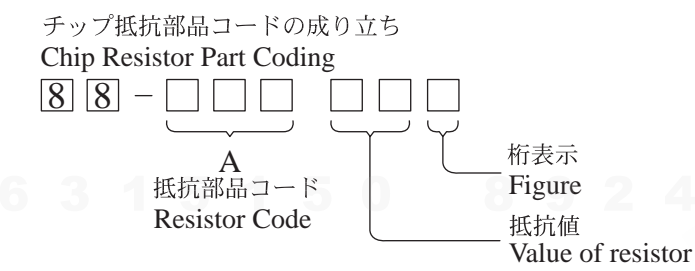 チップ抵抗部品コードの成り立ち
Chip Resistor Part Coding
8 8 – □ □ □ □ □ □
A
抵抗部品コード
Resistor Code
桁表示
Figure
抵抗値
Value of resistor